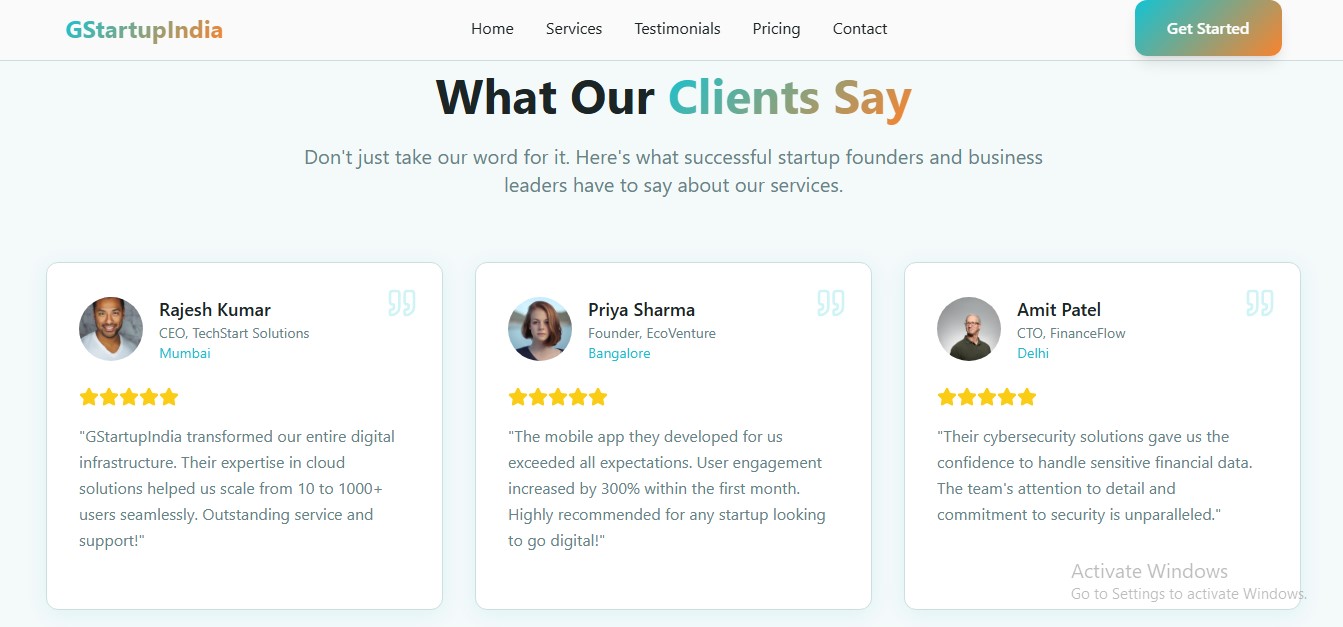 GStartupIndia
Home Services Testimonials Pricing Contact
Get Started
What Our Clients Say
Don't just take our word for it. Here's what successful startup founders and business
leaders have to say about our services.
Rajesh Kumar
CEO, TechStart Solutions
Mumbai
"GStartupIndia transformed our entire digital
infrastructure. Their expertise in cloud
solutions helped us scale from 10 to 1000+
users seamlessly. Outstanding service and
support!"
Priya Sharma
Founder, EcoVenture
Bangalore
"The mobile app they developed for us
exceeded all expectations. User engagement
increased by 300% within the first month.
Highly recommended for any startup looking
to go digital!"
Amit Patel
CTO, FinanceFlow
Delhi
"Their cybersecurity solutions gave us the
confidence to handle sensitive financial data.
The team's attention to detail and
commitment to security is unparalleled."
Activate Windows
Go to Settings to activate Windows.